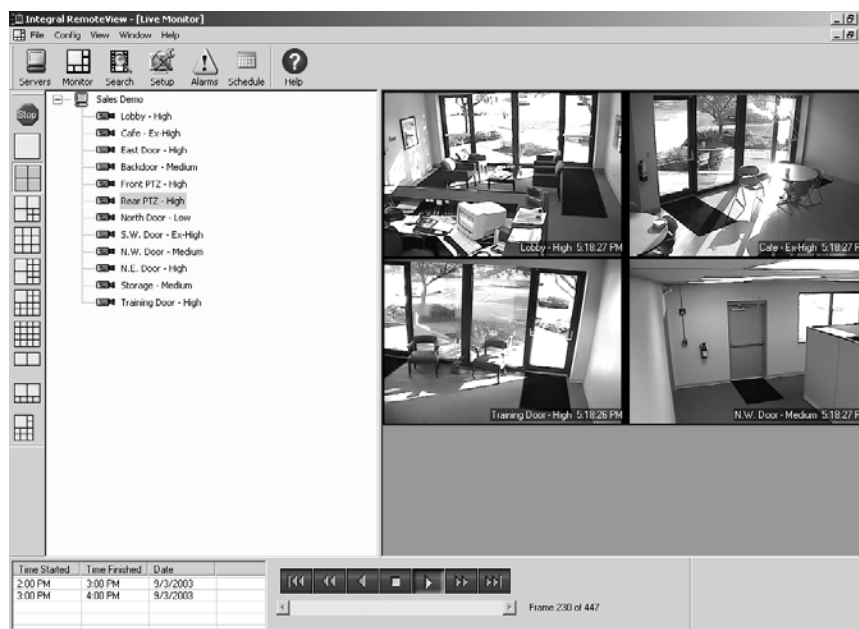 Integral RemoteView - [Live Monitor]
File Config View Window Help
Servers Monitor Search Setup Alarms Schedule Help
Stop
Sales Demo
Lobby - High
Cafe - Ex-High
East Door - High
Backdoor - Medium
Front PTZ - High
Rear PTZ - High
North Door - Low
S.W. Door - Ex-High
N.W. Door - Medium
N.E. Door - High
Storage - Medium
Training Door - High
Lobby - High 5:18:27 PM
Cafe - Ex-High 5:18:27 P
Training Door - High 5:18:26 PM
N.W. Door - Medium 5:18:27 F
Time Started Time Finished Date
2:00 PM 3:00 PM 9/3/2003
3:00 PM 4:00 PM 9/3/2003
Frame 230 of 447